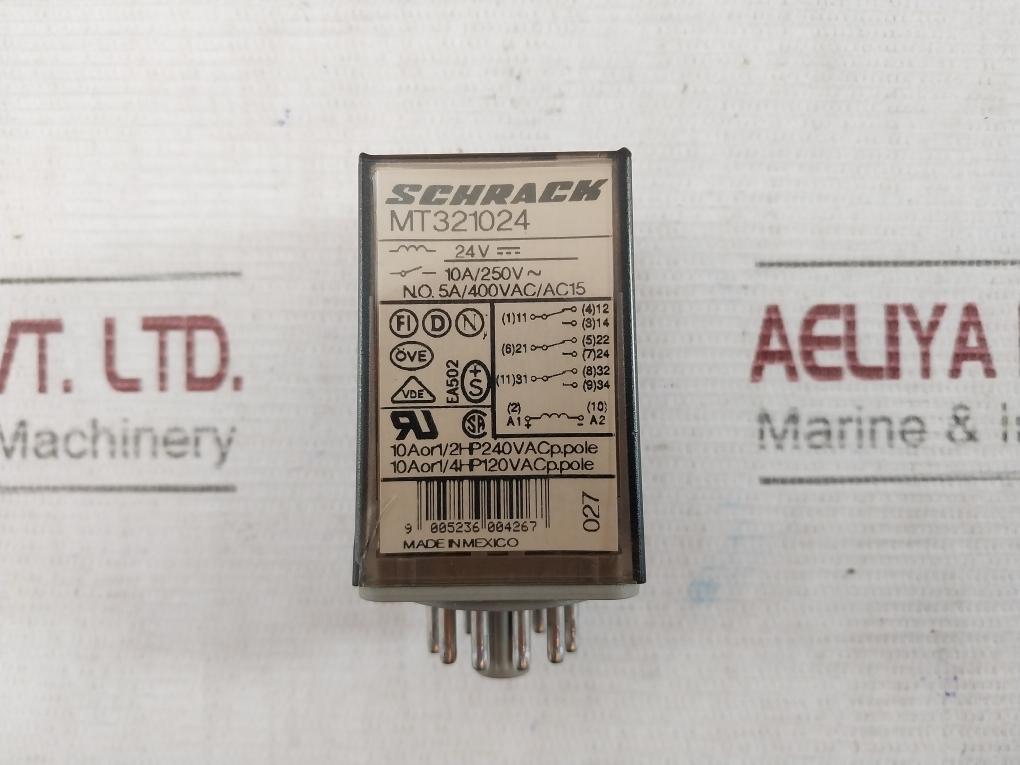 SCHRACK
MT321024
24V
10A/250V~
N.O. 5A/400VAC/AC15
FI D N
ÖVE
VDE
EA502
+S
(1)11 (4)12
(3)14
(6)21 (5)22
(7)24
(11)31 (8)32
(9)34
(2) (10)
A1 + - A2
RU SA
10Aor1/2HP240VACp.pole
10Aor1/4HP120VACp.pole
9 005236 004267
027
MADE IN MEXICO
VT. LTD.
Machinery
AELIYA
Marine &